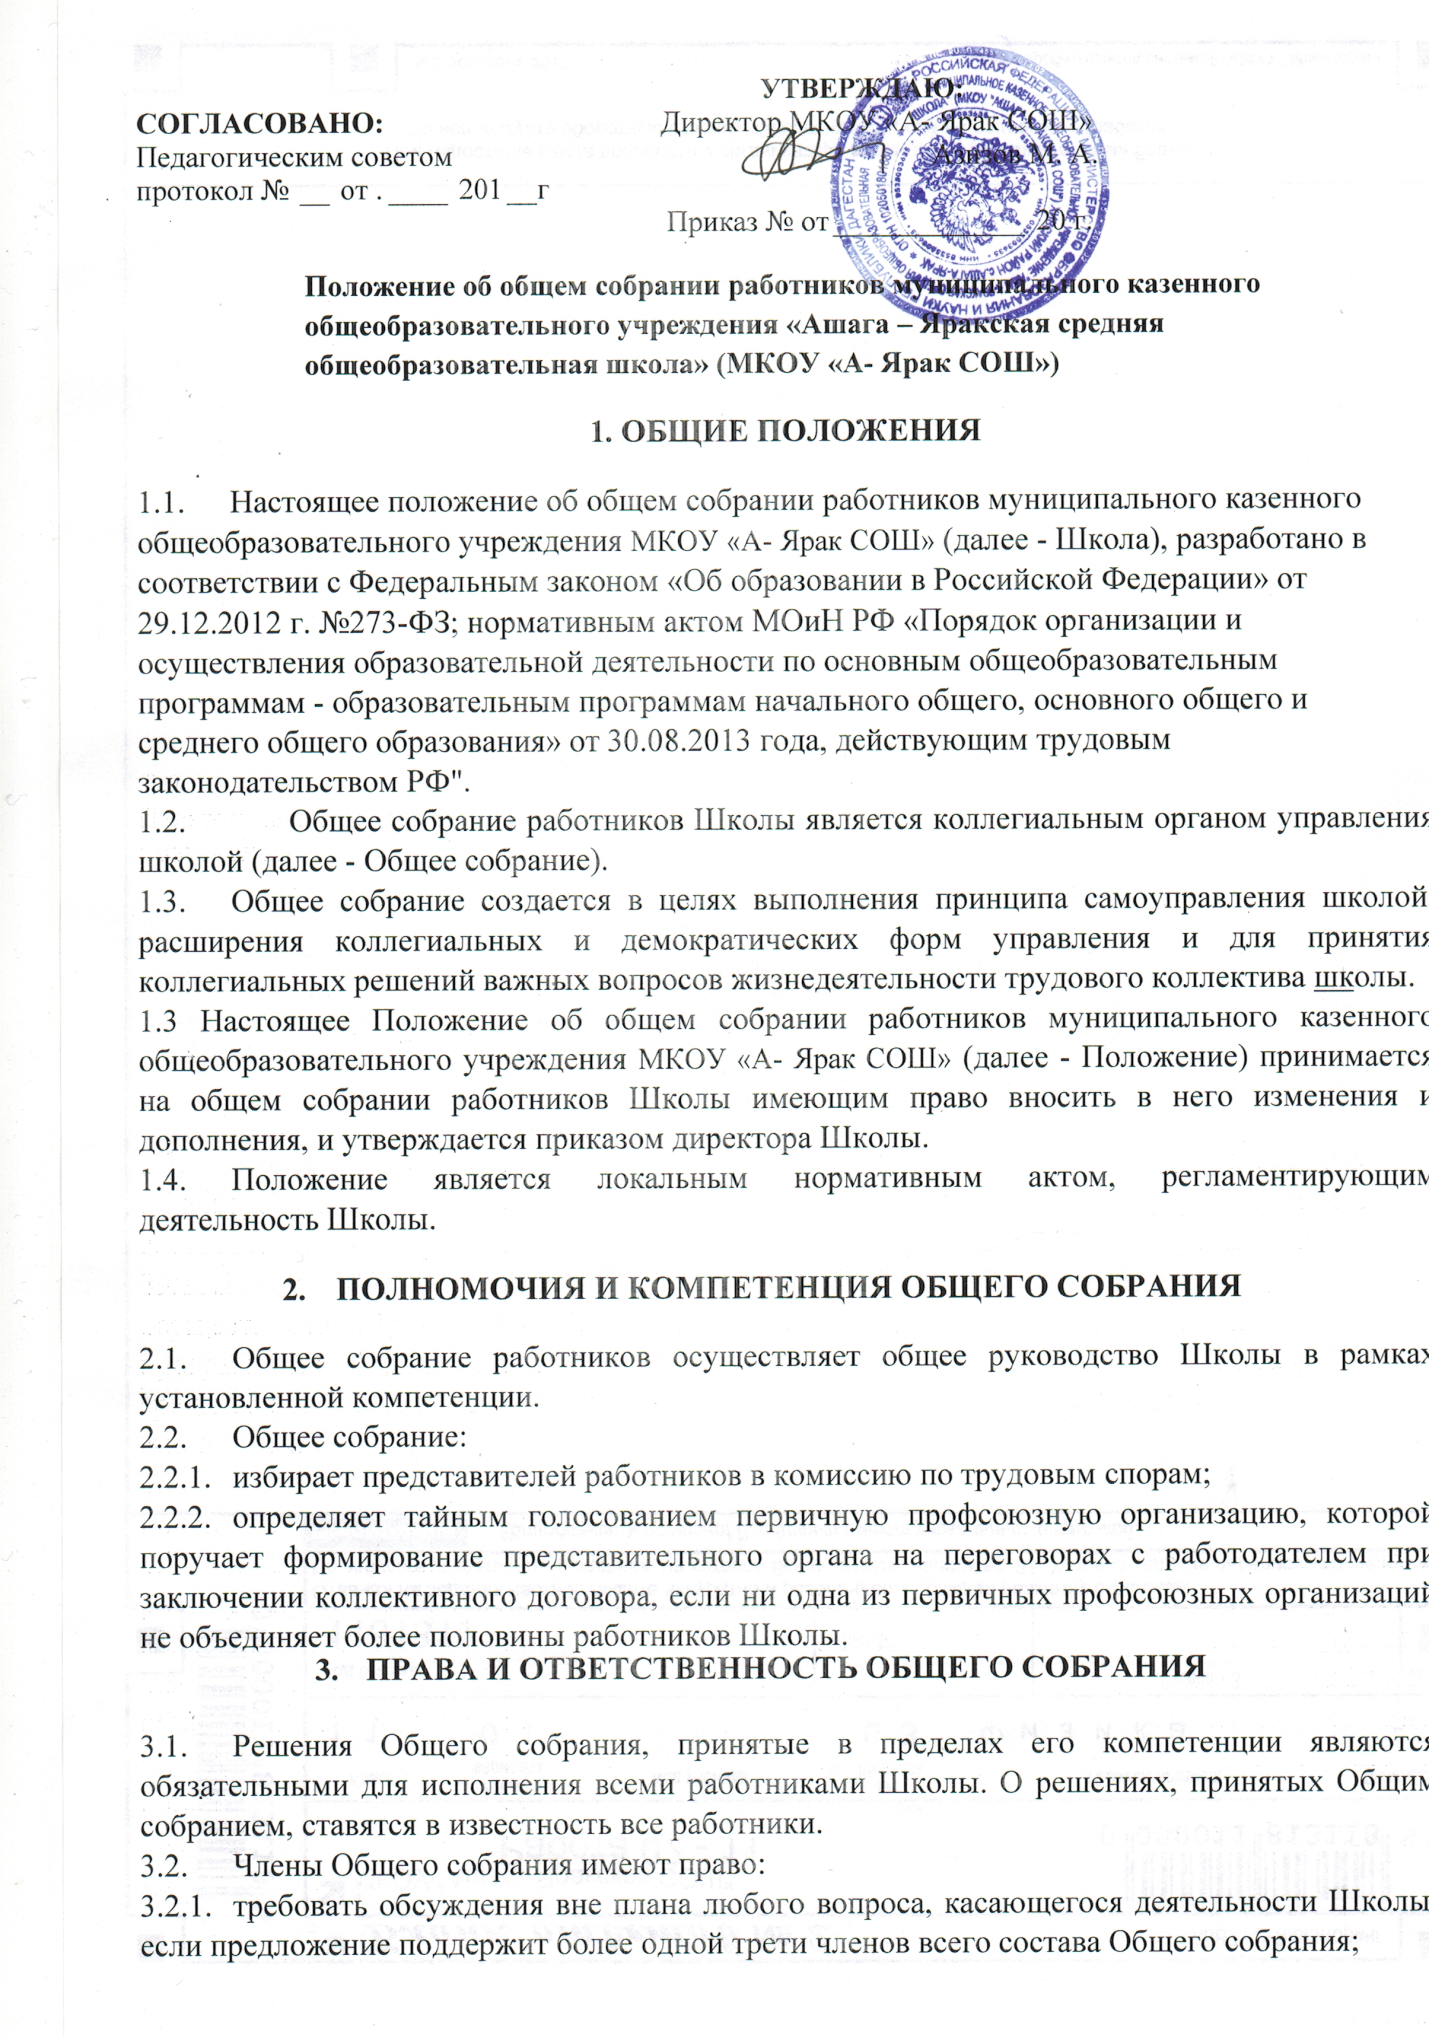 УТВЕРЖДАЮ:
СОГЛАСОВАНО:
Директор МКОУ «А- Ярак СОШ»
Педагогическим советом
Азизов М. А.
протокол № __ от . ____ 201__г
Приказ № от _____________ 20 г.
Положение об общем собрании работников муниципального казенного
общеобразовательного учреждения «Ашага – Яракская средняя
общеобразовательная школа» (МКОУ «А- Ярак СОШ»)
1. ОБЩИЕ ПОЛОЖЕНИЯ
1.1. Настоящее положение об общем собрании работников муниципального казенного
общеобразовательного учреждения МКОУ «А- Ярак СОШ» (далее - Школа), разработано в
соответствии с Федеральным законом «Об образовании в Российской Федерации» от
29.12.2012 г. №273-ФЗ; нормативным актом МОиН РФ «Порядок организации и
осуществления образовательной деятельности по основным общеобразовательным
программам - образовательным программам начального общего, основного общего и
среднего общего образования» от 30.08.2013 года, действующим трудовым
законодательством РФ".
1.2. Общее собрание работников Школы является коллегиальным органом управления
школой (далее - Общее собрание).
1.3. Общее собрание создается в целях выполнения принципа самоуправления школой
расширения коллегиальных и демократических форм управления и для принятия
коллегиальных решений важных вопросов жизнедеятельности трудового коллектива школы.
1.3 Настоящее Положение об общем собрании работников муниципального казенного
общеобразовательного учреждения МКОУ «А- Ярак СОШ» (далее - Положение) принимается
на общем собрании работников Школы имеющим право вносить в него изменения и
дополнения, и утверждается приказом директора Школы.
1.4. Положение является локальным нормативным актом, регламентирующим
деятельность Школы.
2. ПОЛНОМОЧИЯ И КОМПЕТЕНЦИЯ ОБЩЕГО СОБРАНИЯ
2.1. Общее собрание работников осуществляет общее руководство Школы в рамках
установленной компетенции.
2.2. Общее собрание:
2.2.1. избирает представителей работников в комиссию по трудовым спорам;
2.2.2. определяет тайным голосованием первичную профсоюзную организацию, которой
поручает формирование представительного органа на переговорах с работодателем при
заключении коллективного договора, если ни одна из первичных профсоюзных организаций
не объединяет более половины работников Школы.
3. ПРАВА И ОТВЕТСТВЕННОСТЬ ОБЩЕГО СОБРАНИЯ
3.1. Решения Общего собрания, принятые в пределах его компетенции являются
обязательными для исполнения всеми работниками Школы. О решениях, принятых Общим
собранием, ставятся в известность все работники.
3.2. Члены Общего собрания имеют право:
3.2.1. требовать обсуждения вне плана любого вопроса, касающегося деятельности Школы
если предложение поддержит более одной трети членов всего состава Общего собрания;